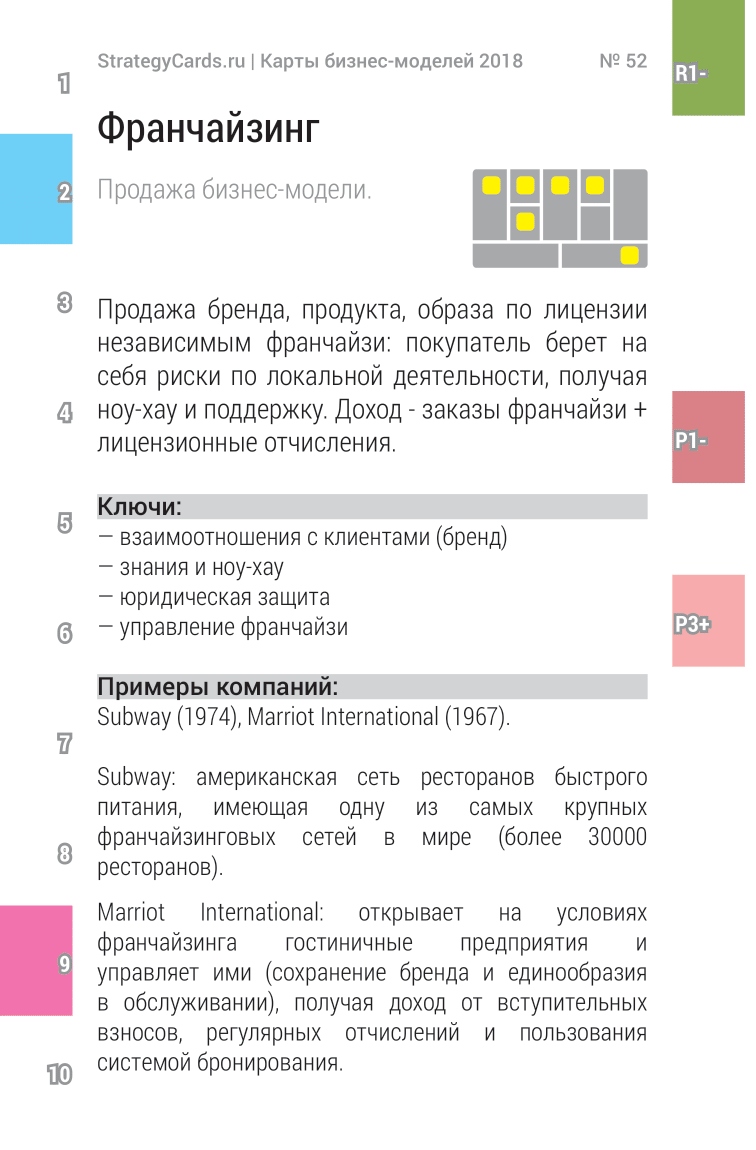 StrategyCards.ru | Карты бизнес-моделей 2018 № 52
R1-
1
Франчайзинг
2
Продажа бизнес-модели.
3
Продажа бренда, продукта, образа по лицензии
независимым франчайзи: покупатель берет на
себя риски по локальной деятельности, получая
4
ноу-хау и поддержку. Доход - заказы франчайзи +
P1-
лицензионные отчисления.
Ключи:
5
— взаимоотношения с клиентами (бренд)
— знания и ноу-хау
— юридическая защита
6
— управление франчайзи
P3+
Примеры компаний:
Subway (1974), Marriot International (1967).
7
Subway: американская сеть ресторанов быстрого
питания, имеющая одну из самых крупных
франчайзинговых сетей в мире (более 30000
8
ресторанов).
Marriot International: открывает на условиях
франчайзинга гостиничные предприятия и
9
управляет ими (сохранение бренда и единообразия
в обслуживании), получая доход от вступительных
взносов, регулярных отчислений и пользования
системой бронирования.
10